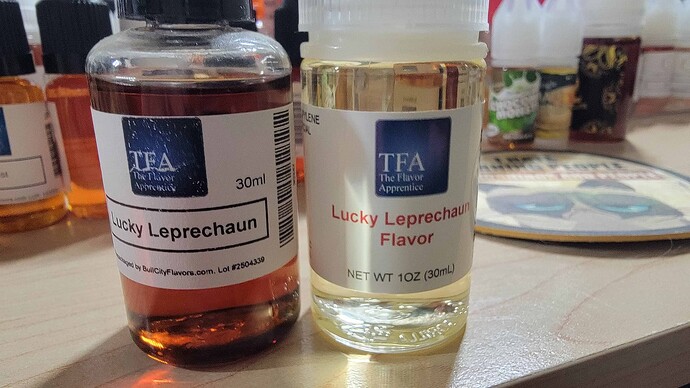 TFA
The Flavor
Apprentice
30ml
Lucky Leprechaun
by BullCityFlavors.com. Lot #2504339
TFA
The Flavor
Apprentice
Lucky Leprechaun
Flavor
NET WT 1OZ (30mL)